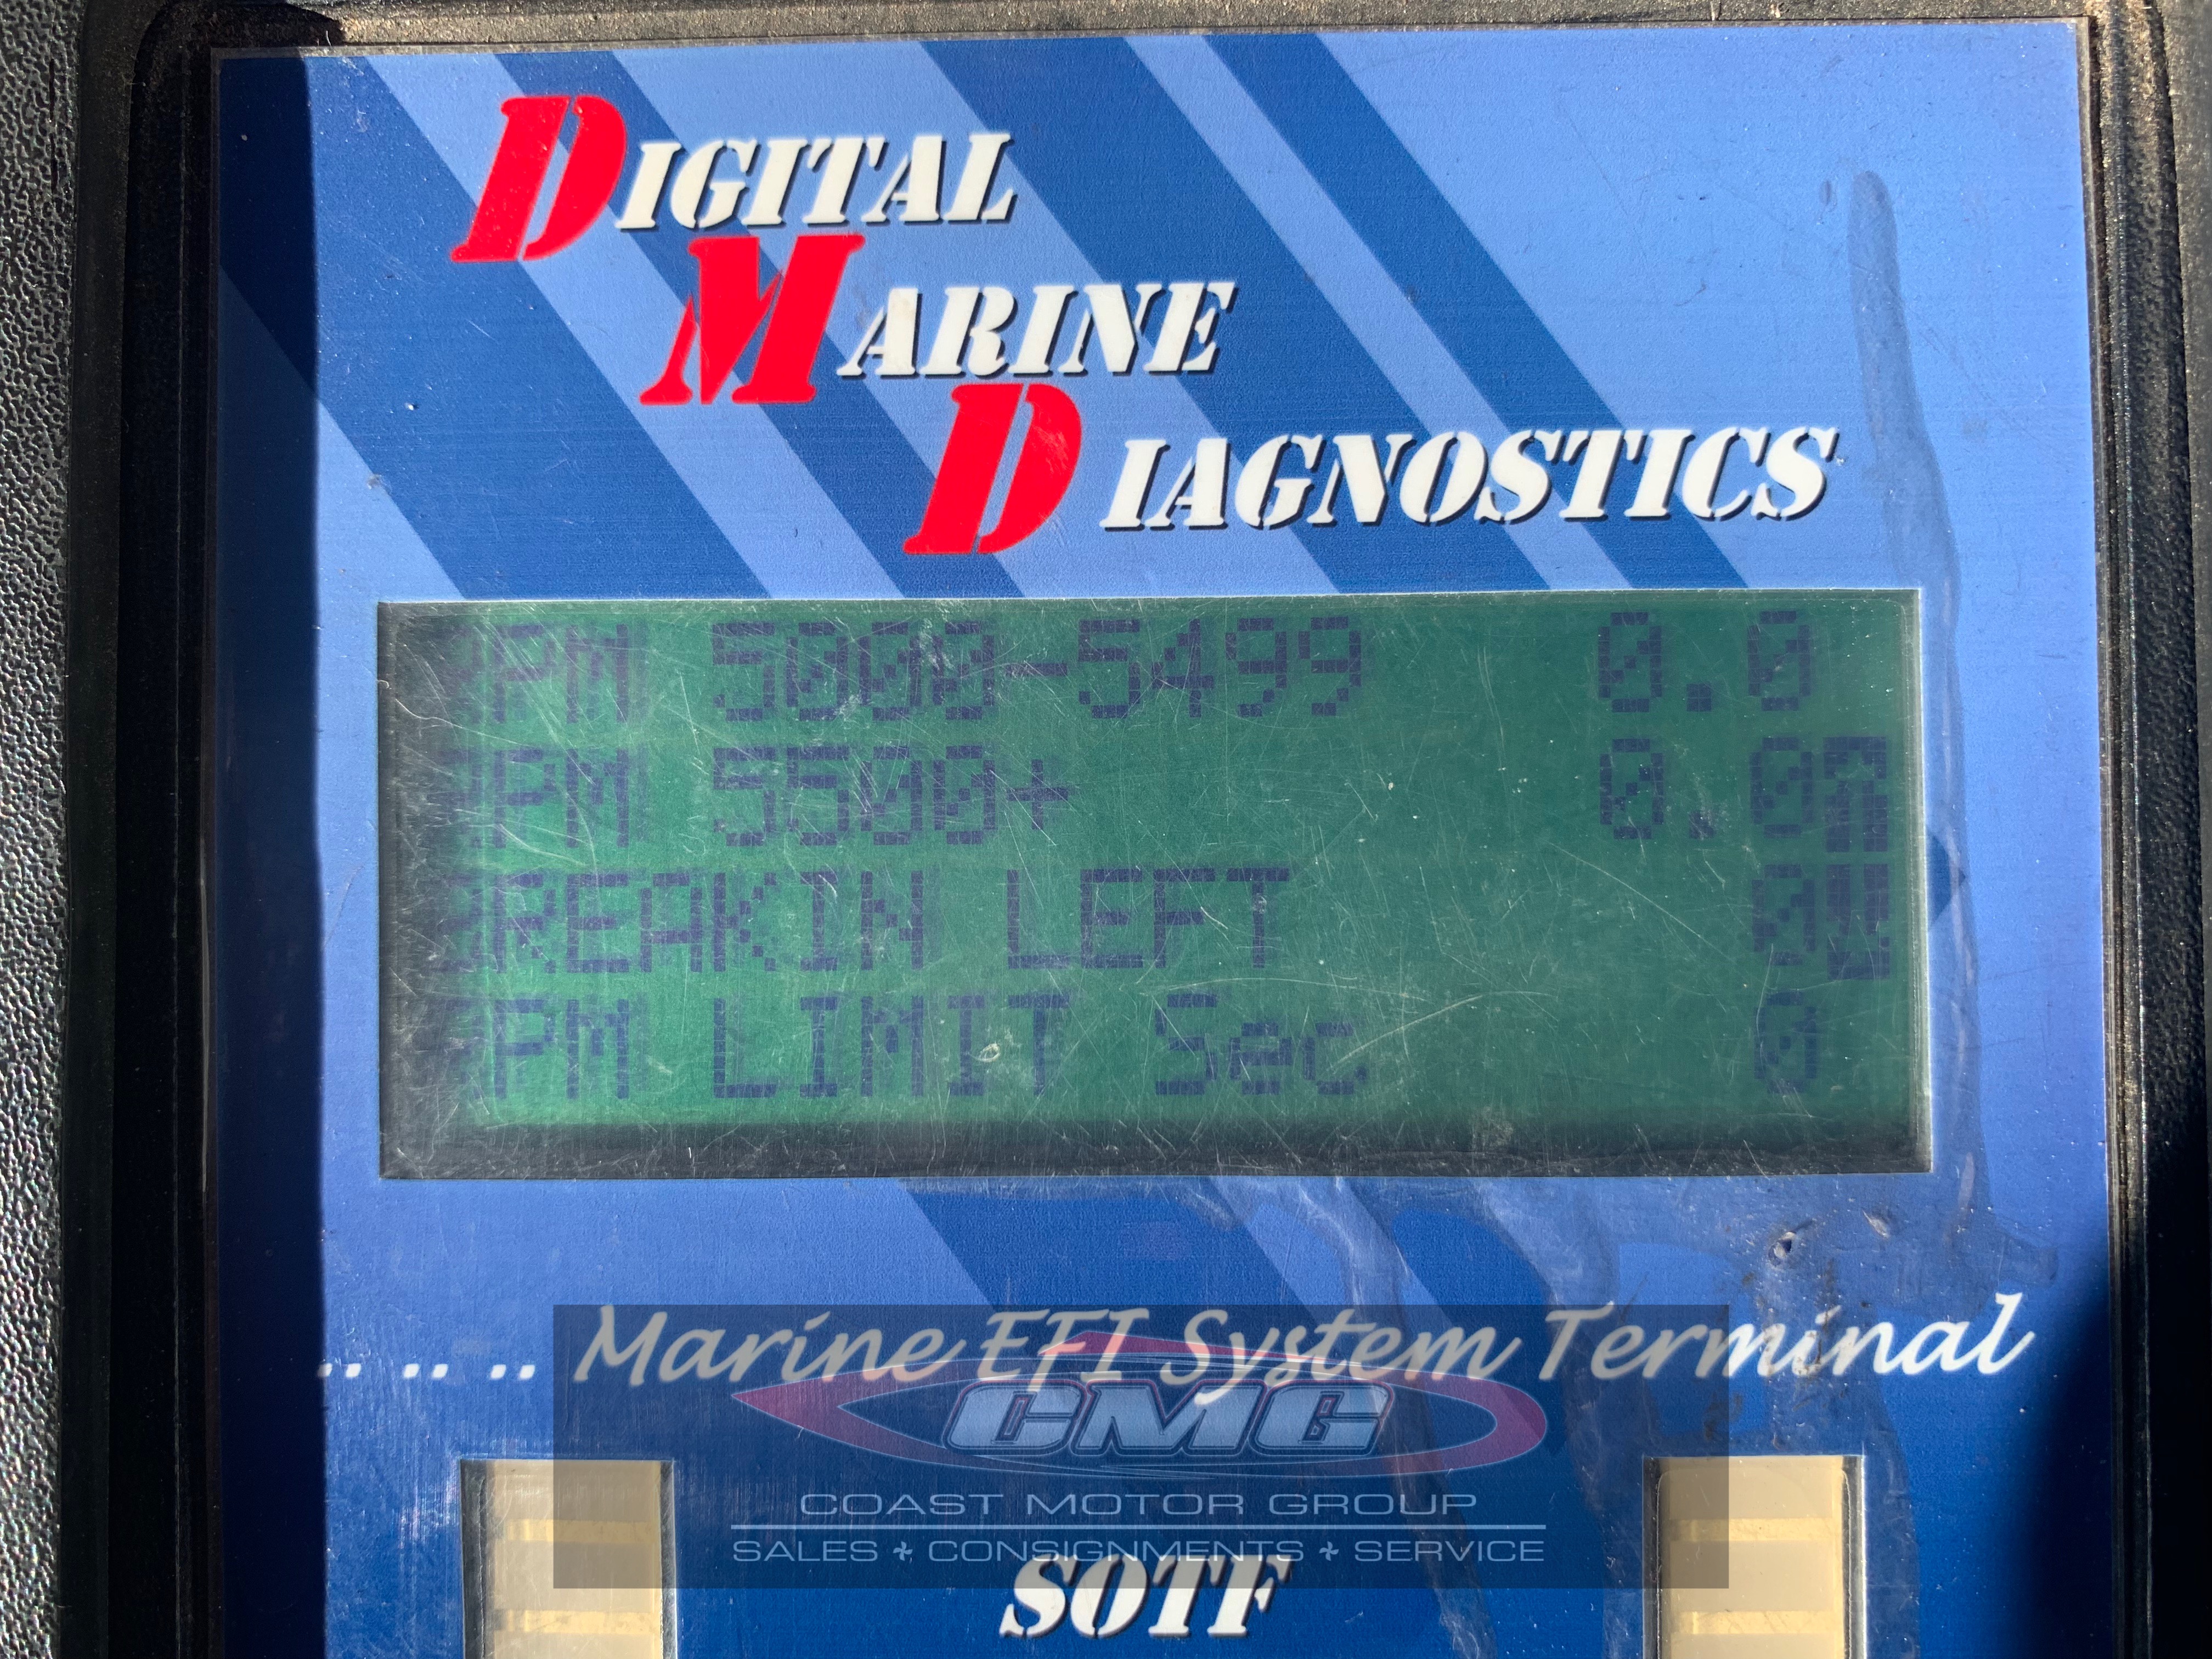 DIGITAL
MARINE
DIAGNOSTICS
RPM 5000-5499 0.0
RPM 5500+ 0.0
BREAKIN LEFT 0
RPM LIMIT Sec 0
.. .. .. Marine EFI System Terminal
CMG
COAST MOTOR GROUP
SALES CONSIGNMENTS SERVICE
SOTF